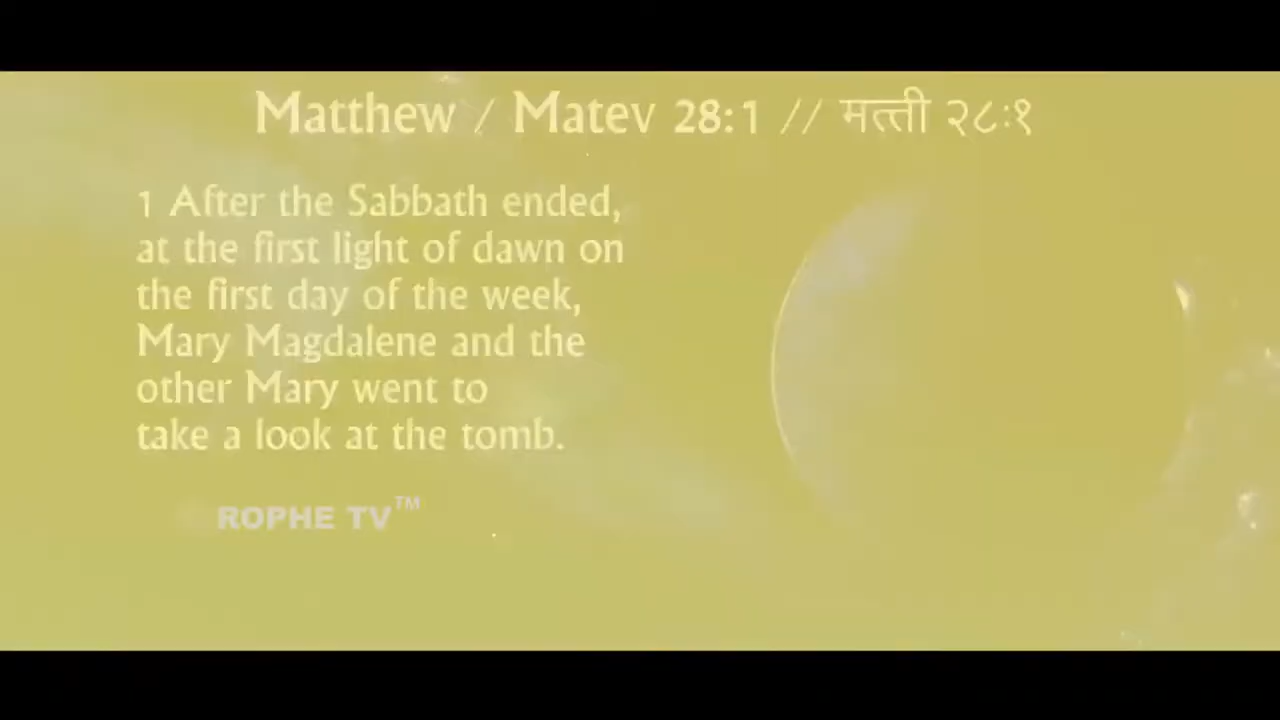 Matthew / Matev 28:1 // मत्ती २८:१
1 After the Sabbath ended,
at the first light of dawn on
the first day of the week,
Mary Magdalene and the
other Mary went to
take a look at the tomb.
ROPHE TV™